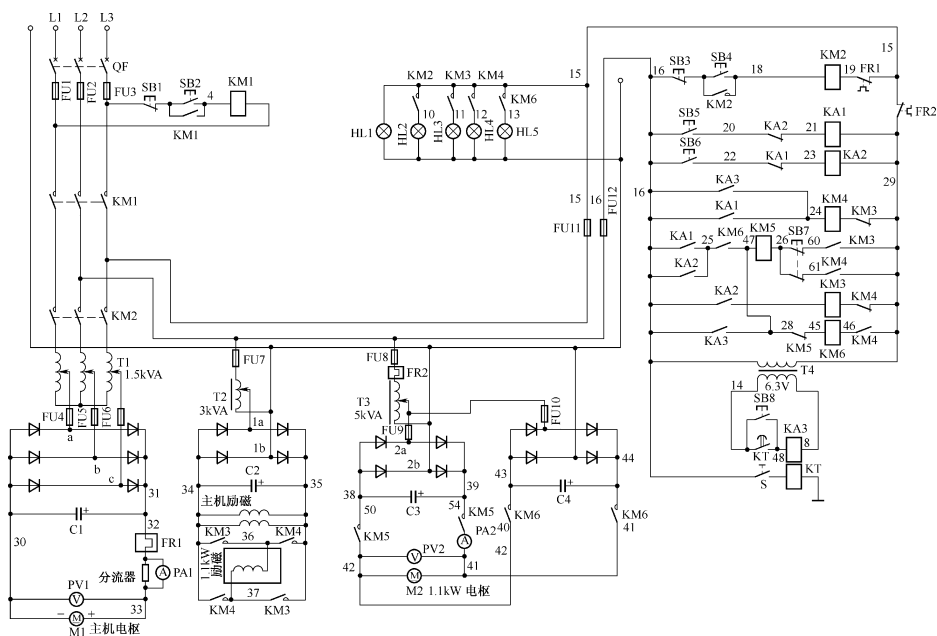 L1 L2 L3
QF
FU1 FU2 FU3
SB1 SB2 4 KM1
KM1
KM1
KM2
T1
1.5kVA
FU4 FU5 FU6
a
b
c
31
C1
32
30
FR1
分流器
PA1
PV1
V
33
M
M1 主机电枢
KM2 KM3 KM4
KM6
10 11 12 13
HL1 HL2 HL3 HL4 HL5
15
15 16
FU11 FU12
FU7
T2
3kVA
1a
1b
C2
34 35
主机励磁
KM3 36 KM4
1.1kW
励磁
37
KM4 KM3
FU8
FR2
T3
5kVA
FU9
FU10
2a
2b
38 39
50 C3 54
KM5 KM5
PA2
A
PV2
V
42 41
M
M2 1.1kW 电枢
43 44
C4
KM6 KM6
40 41
42
16 SB3 SB4 18 KM2 19 FR1 15
KM2
FR2
SB5 20 KA2 21 KA1
SB6 22 KA1 23 KA2
29
16
KA3
KA1 24 KM4 KM3
KA1 25 KM6 47 KM5 26 SB7 60 KM3
KA2 61 KM4
KA2 KM3 KM4
KA3 28 KM5 45 KM6 46 KM4
T4
14 6.3V
SB8
KT 48 KA3 8
S KT